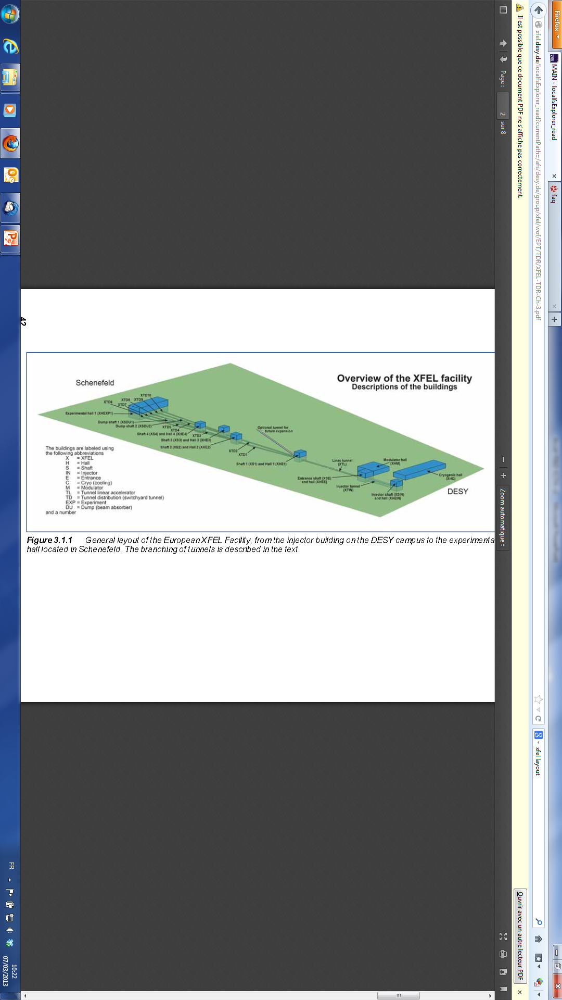 Firefox
MAIN - localfsExplorer_read
faq
xfel.desy.de/localfsExplorer_read?currentPath=/afs/desy.de/group/xfel/wof/EPT/TDR/XFEL-TDR-Ch-3.pdf
xfel layout
Il est possible que ce document PDF ne s'affiche pas correctement.
Ouvrir avec un autre lecteur PDF
Page : 2 sur 8
Zoom automatique
42
Overview of the XFEL facility
Descriptions of the buildings
Schenefeld
XTD10
XTD8 XTD9
XTD6
XTD7
Experimental hall 1 (XHEXP1)
Dump shaft 1 (XSDU1)
Dump shaft 2 (XSDU2)
XTD5
XTD4
Shaft 4 (XS4) and Hall 4 (XHE4)
XTD3
Shaft 3 (XS3) and Hall 3 (XHE3)
Shaft 2 (XS2) and Hall 2 (XHE2)
Optional tunnel for
future expansion
XTD2
XTD1
Shaft 1 (XS1) and Hall 1 (XHE1)
Linac tunnel
(XTL)
Modulator hall
(XHM)
Entrance shaft (XSE)
and hall (XHEE)
Cryogenic hall
(XHC)
Injector tunnel
(XTIN)
Injector shaft (XSIN)
and hall (XHEIN)
DESY
The buildings are labeled using
the following abbreviations
X = XFEL
H = Hall
S = Shaft
IN = Injector
E = Entrance
C = Cryo (cooling)
M = Modulator
TL = Tunnel linear accelerator
TD = Tunnel distribution (switchyard tunnel)
EXP = Experiment
DU = Dump (beam absorber)
and a number
Figure 3.1.1 General layout of the European XFEL Facility, from the injector building on the DESY campus to the experimenta
hall located in Schenefeld. The branching of tunnels is described in the text.
FR
10:22
07/03/2013